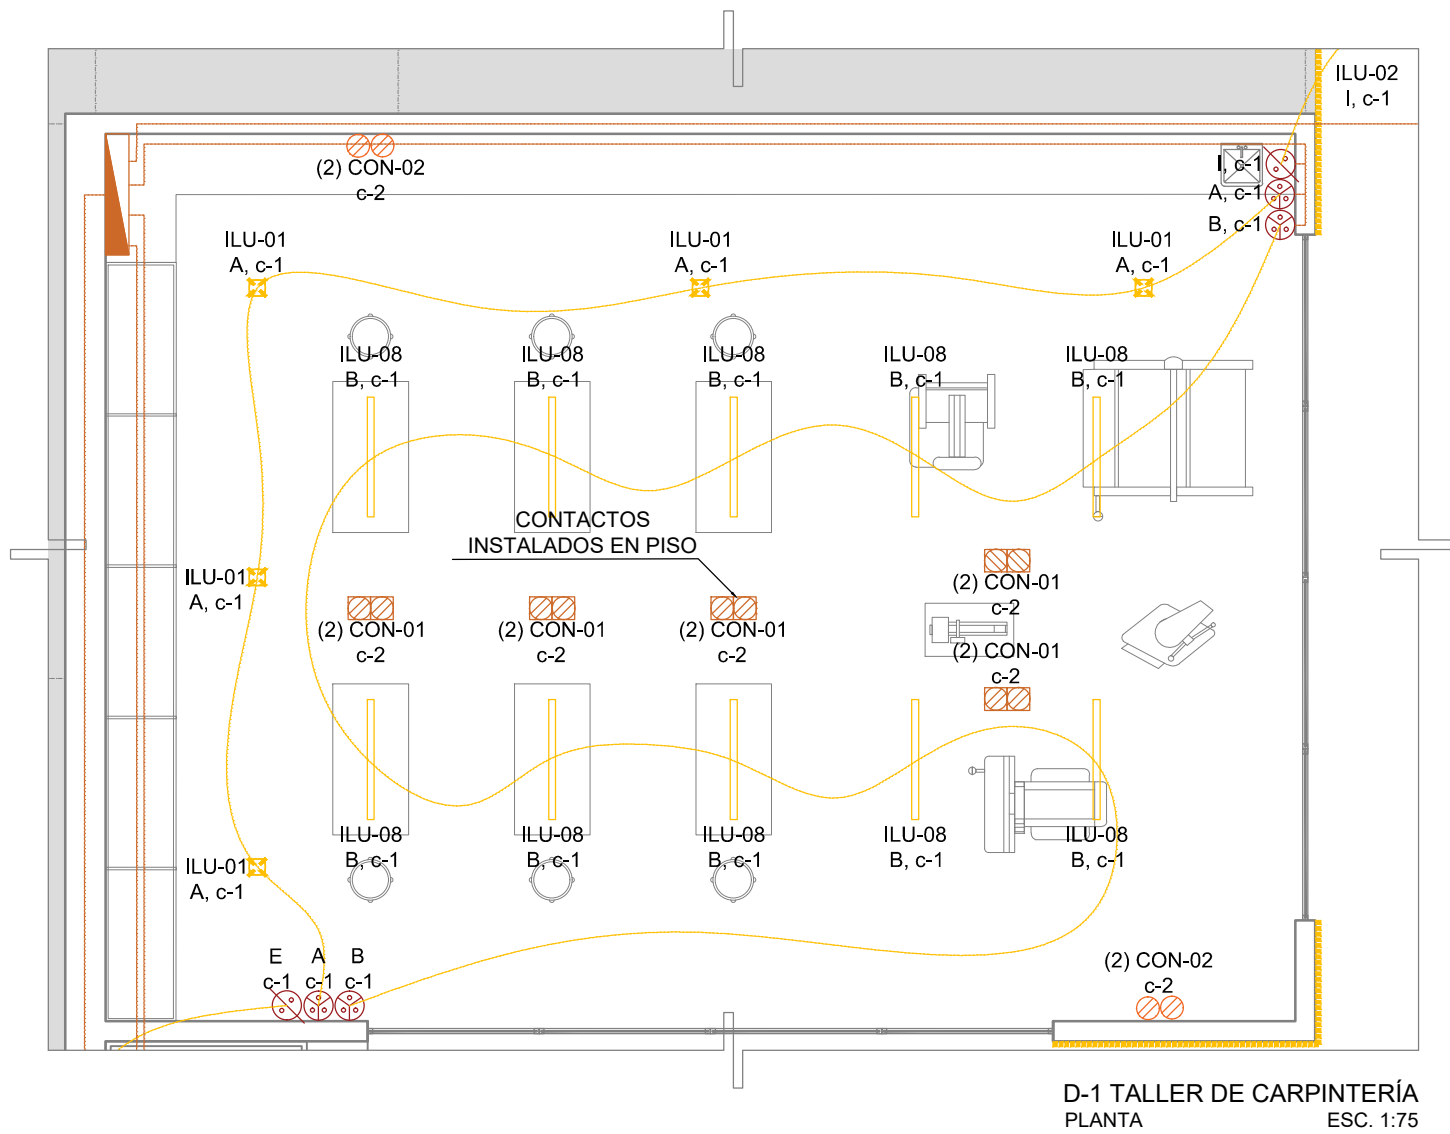 ILU-02
I, c-1
(2) CON-02
c-2
I, c-1
A, c-1
B, c-1
ILU-01
A, c-1
ILU-01
A, c-1
ILU-01
A, c-1
ILU-08
B, c-1
ILU-08
B, c-1
ILU-08
B, c-1
ILU-08
B, c-1
ILU-08
B, c-1
CONTACTOS
INSTALADOS EN PISO
ILU-01
A, c-1
(2) CON-01
c-2
(2) CON-01
c-2
(2) CON-01
c-2
(2) CON-01
c-2
(2) CON-01
c-2
ILU-08
B, c-1
ILU-08
B, c-1
ILU-08
B, c-1
ILU-08
B, c-1
ILU-08
B, c-1
ILU-01
A, c-1
E
c-1
A
c-1
B
c-1
(2) CON-02
c-2
D-1 TALLER DE CARPINTERÍA
PLANTA ESC. 1:75